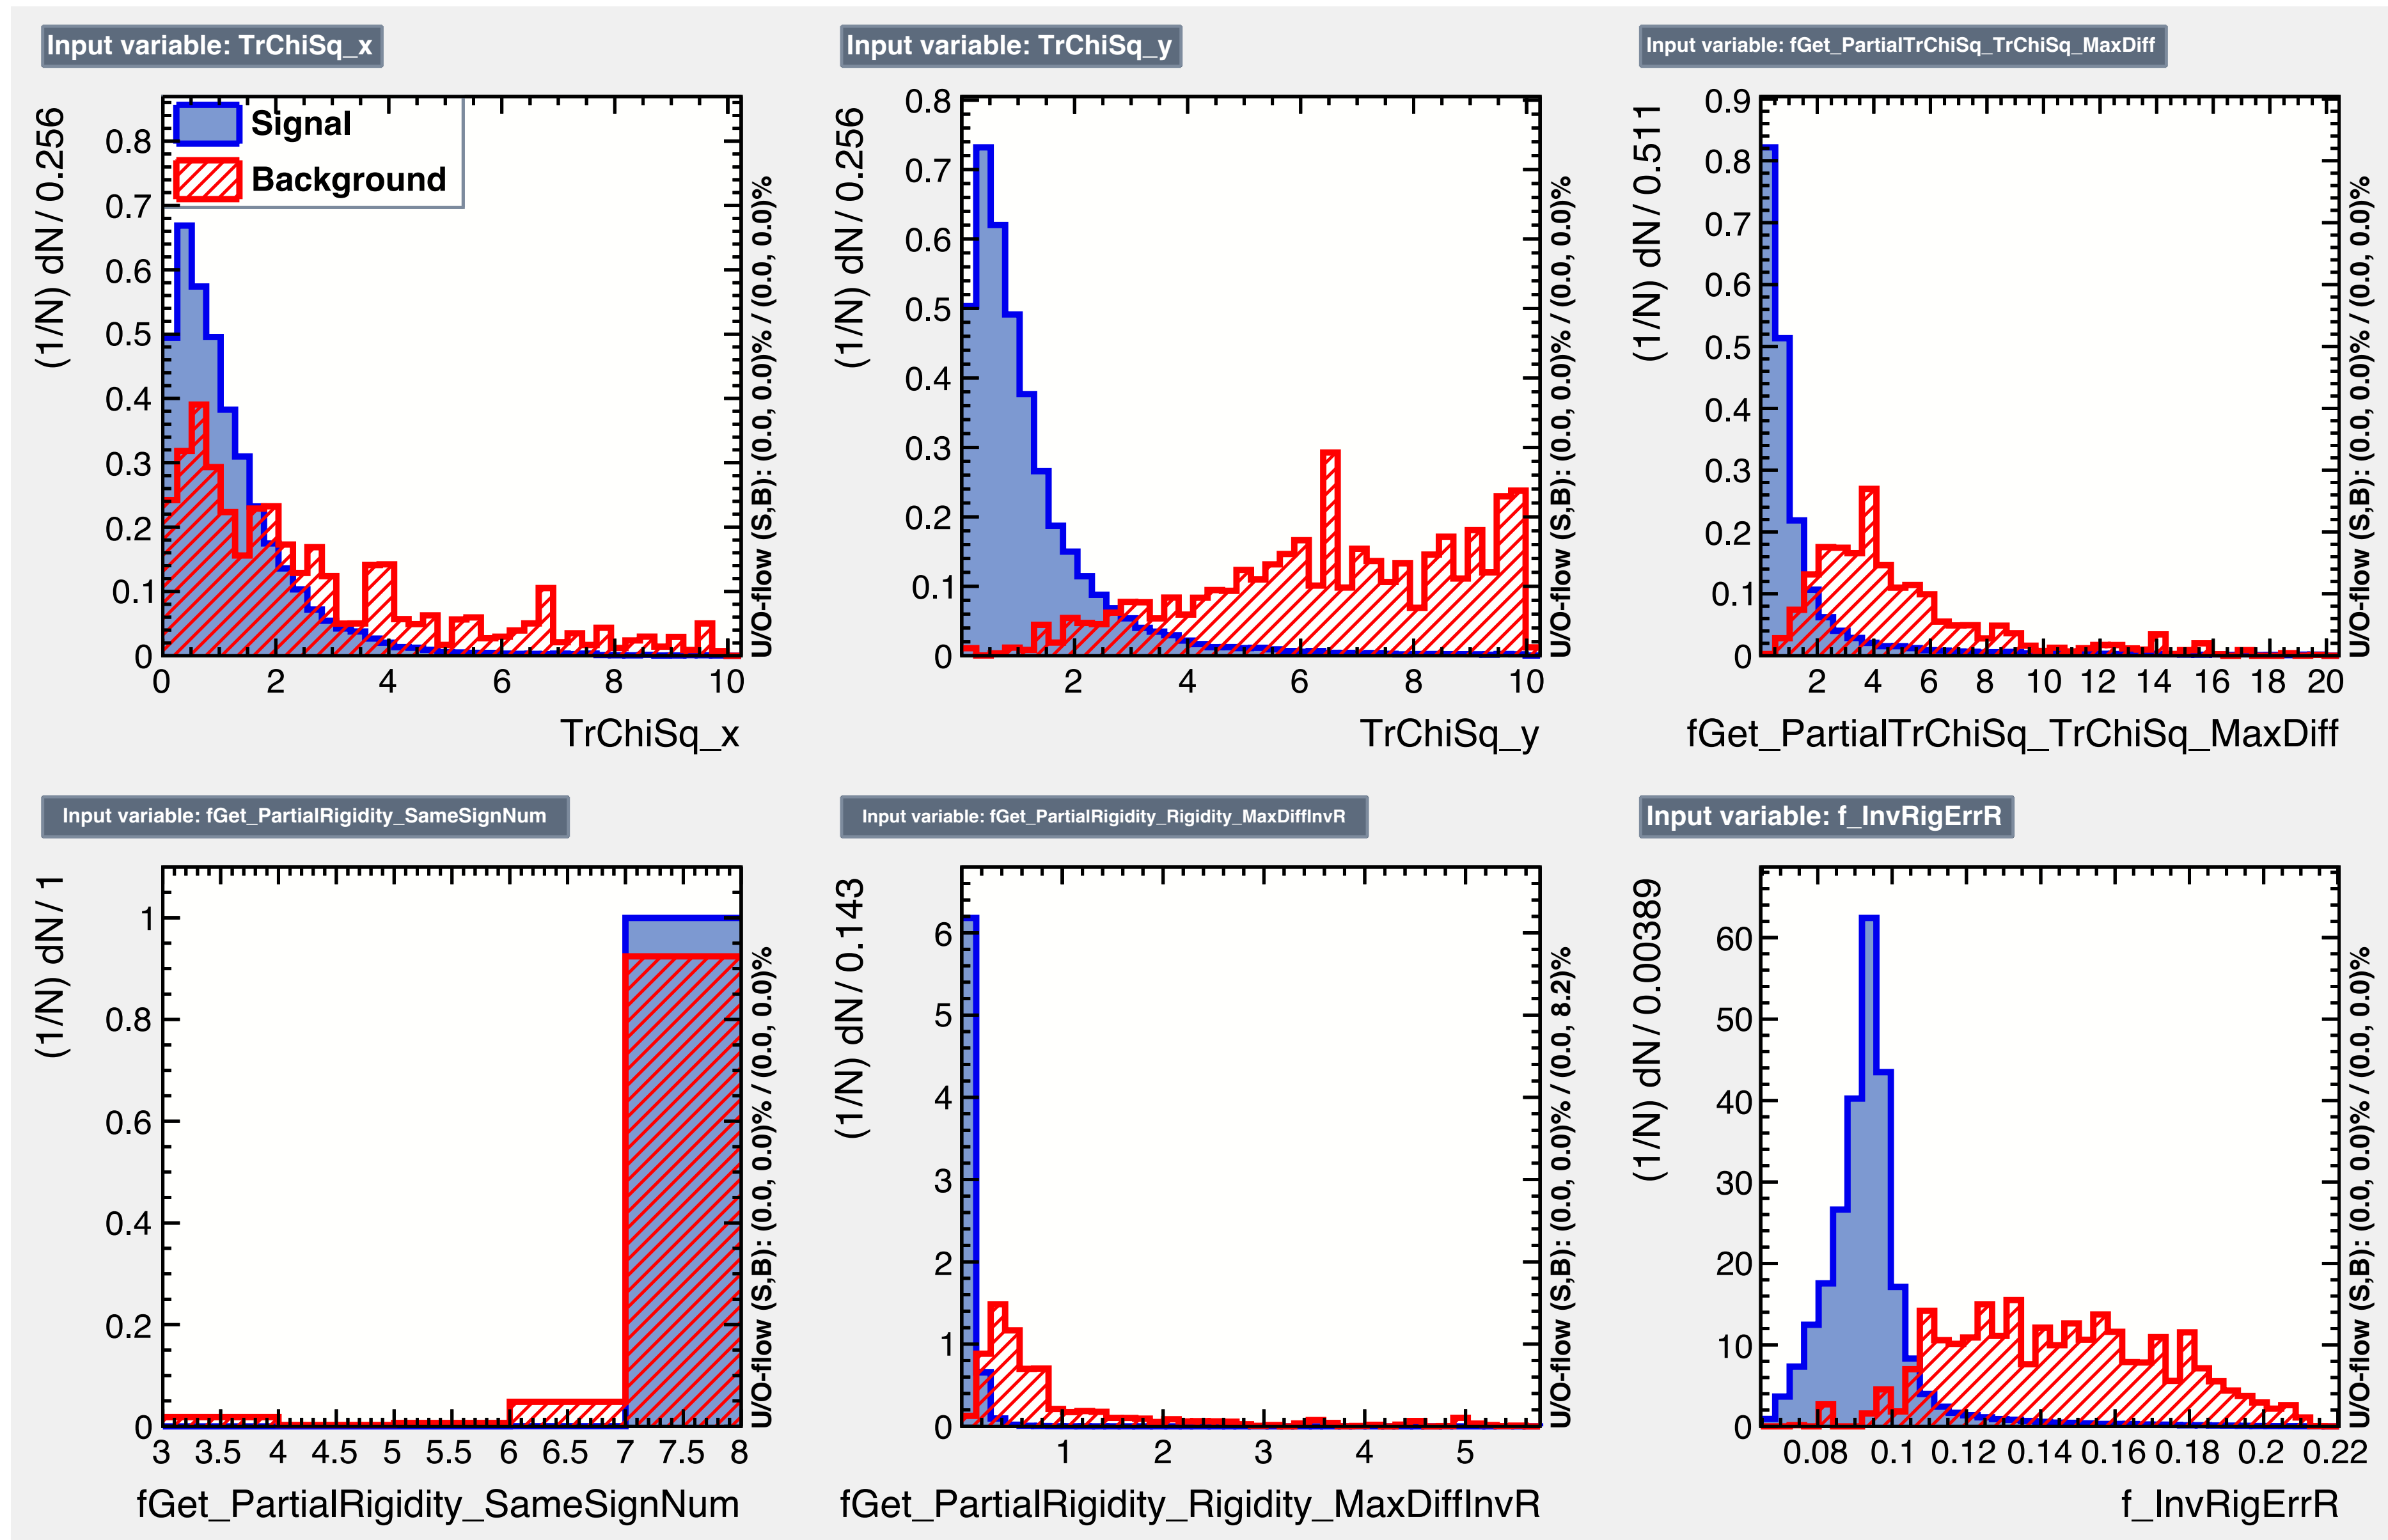 Input variable: TrChiSq_x
(1/N) dN / 0.256
Signal
Background
0.8
0.7
0.6
0.5
0.4
0.3
0.2
0.1
0
0 2 4 6 8 10
TrChiSq_x
U/O-flow (S,B): (0.0, 0.0)% / (0.0, 0.0)%
Input variable: TrChiSq_y
(1/N) dN / 0.256
0.8
0.7
0.6
0.5
0.4
0.3
0.2
0.1
0
2 4 6 8 10
TrChiSq_y
U/O-flow (S,B): (0.0, 0.0)% / (0.0, 0.0)%
Input variable: fGet_PartialTrChiSq_TrChiSq_MaxDiff
(1/N) dN / 0.511
0.9
0.8
0.7
0.6
0.5
0.4
0.3
0.2
0.1
0
2 4 6 8 10 12 14 16 18 20
fGet_PartialTrChiSq_TrChiSq_MaxDiff
U/O-flow (S,B): (0.0, 0.0)% / (0.0, 0.0)%
Input variable: fGet_PartialRigidity_SameSignNum
(1/N) dN / 1
1
0.8
0.6
0.4
0.2
0
3 3.5 4 4.5 5 5.5 6 6.5 7 7.5 8
fGet_PartialRigidity_SameSignNum
U/O-flow (S,B): (0.0, 0.0)% / (0.0, 0.0)%
Input variable: fGet_PartialRigidity_Rigidity_MaxDiffInvR
(1/N) dN / 0.143
6
5
4
3
2
1
0
1 2 3 4 5
fGet_PartialRigidity_Rigidity_MaxDiffInvR
U/O-flow (S,B): (0.0, 0.0)% / (0.0, 8.2)%
Input variable: f_InvRigErrR
(1/N) dN / 0.00389
60
50
40
30
20
10
0
0.08 0.1 0.12 0.14 0.16 0.18 0.2 0.22
f_InvRigErrR
U/O-flow (S,B): (0.0, 0.0)% / (0.0, 0.0)%